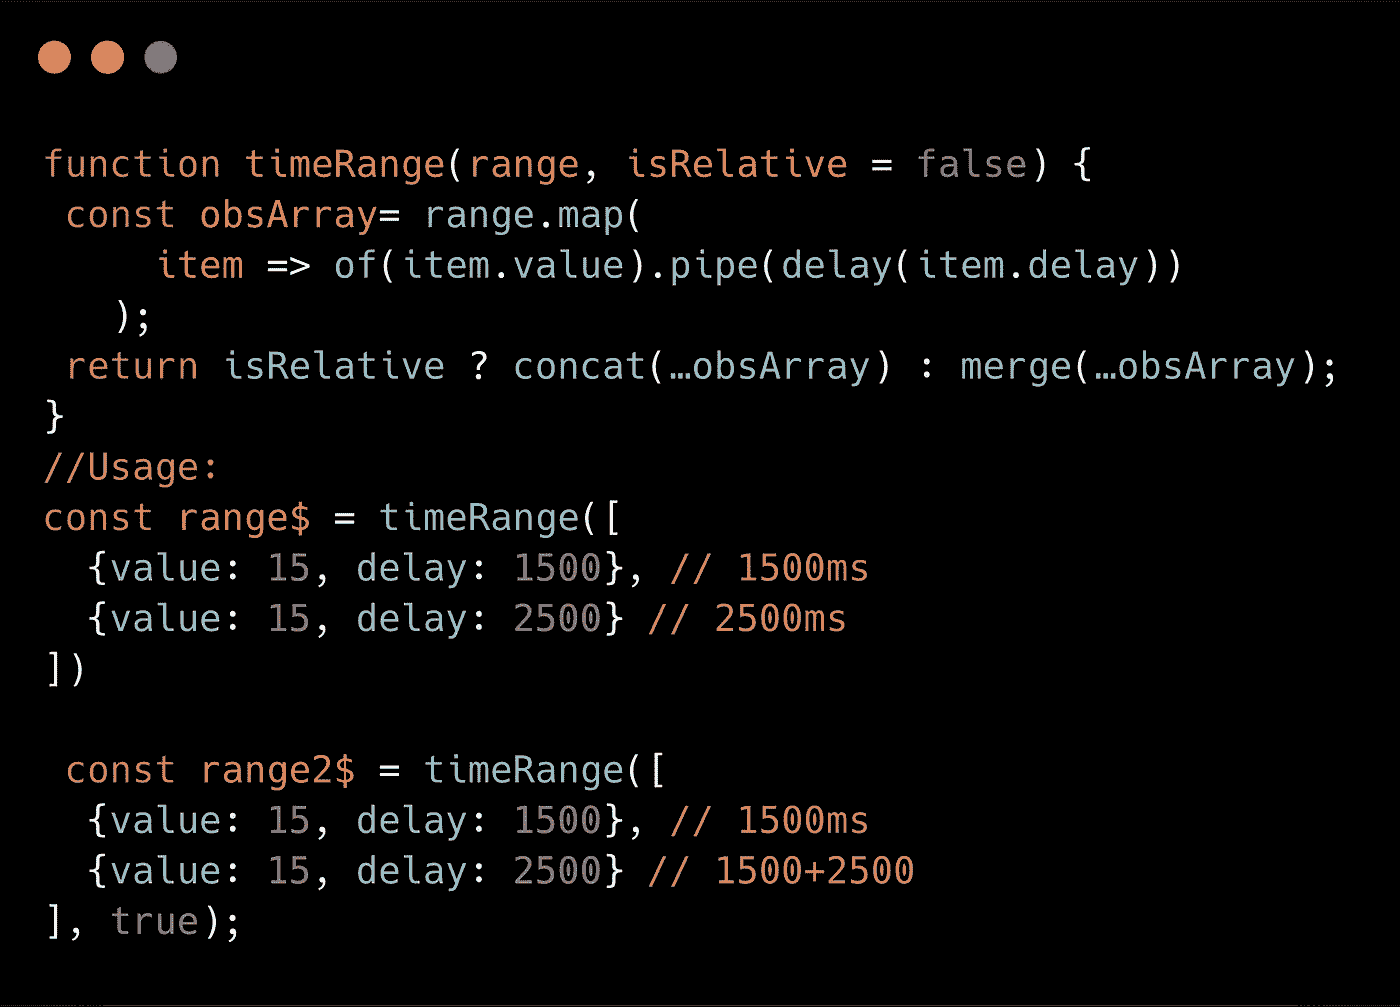 function timeRange(range, isRelative = false) {
 const obsArray= range.map(
     item => of(item.value).pipe(delay(item.delay))
   );
 return isRelative ? concat(…obsArray) : merge(…obsArray);
}
//Usage:
const range$ = timeRange([
  {value: 15, delay: 1500}, // 1500ms
  {value: 15, delay: 2500} // 2500ms
])
 const range2$ = timeRange([
  {value: 15, delay: 1500}, // 1500ms
  {value: 15, delay: 2500} // 1500+2500
], true);